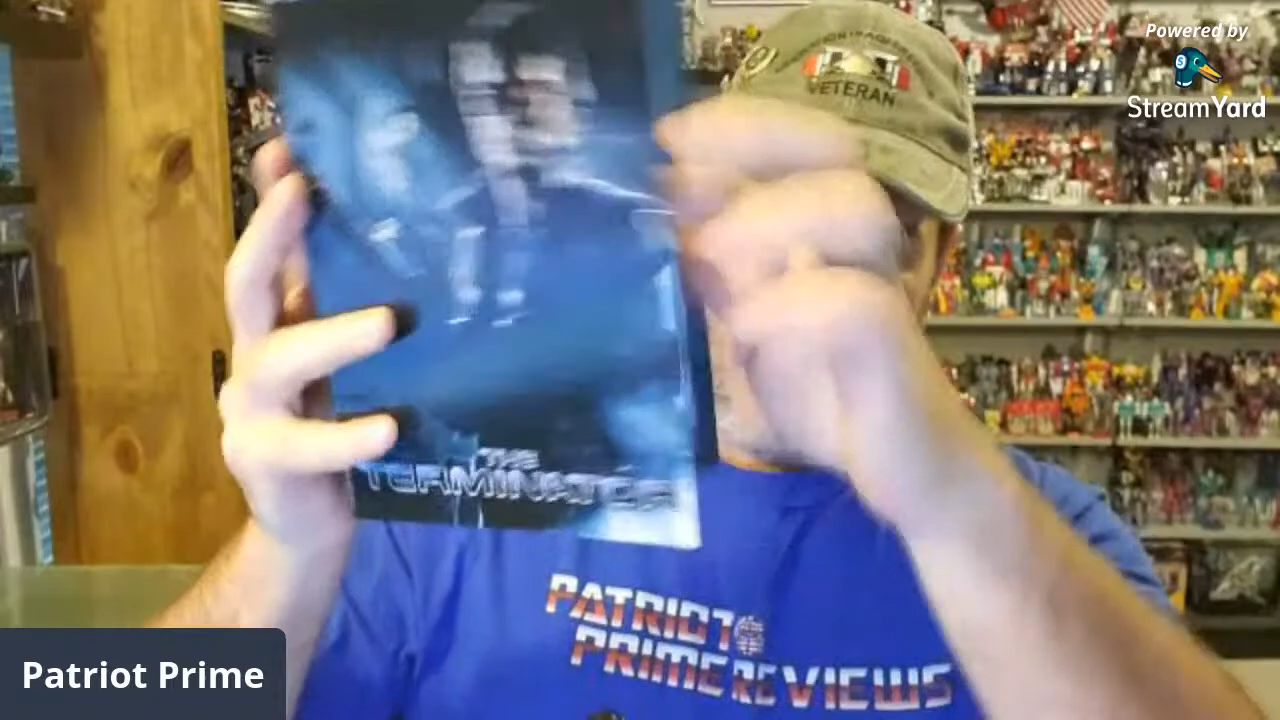 Powered by
StreamYard
VETERAN
THE
TERMINATOR
PATRIOT
PRIME REVIEWS
Patriot Prime